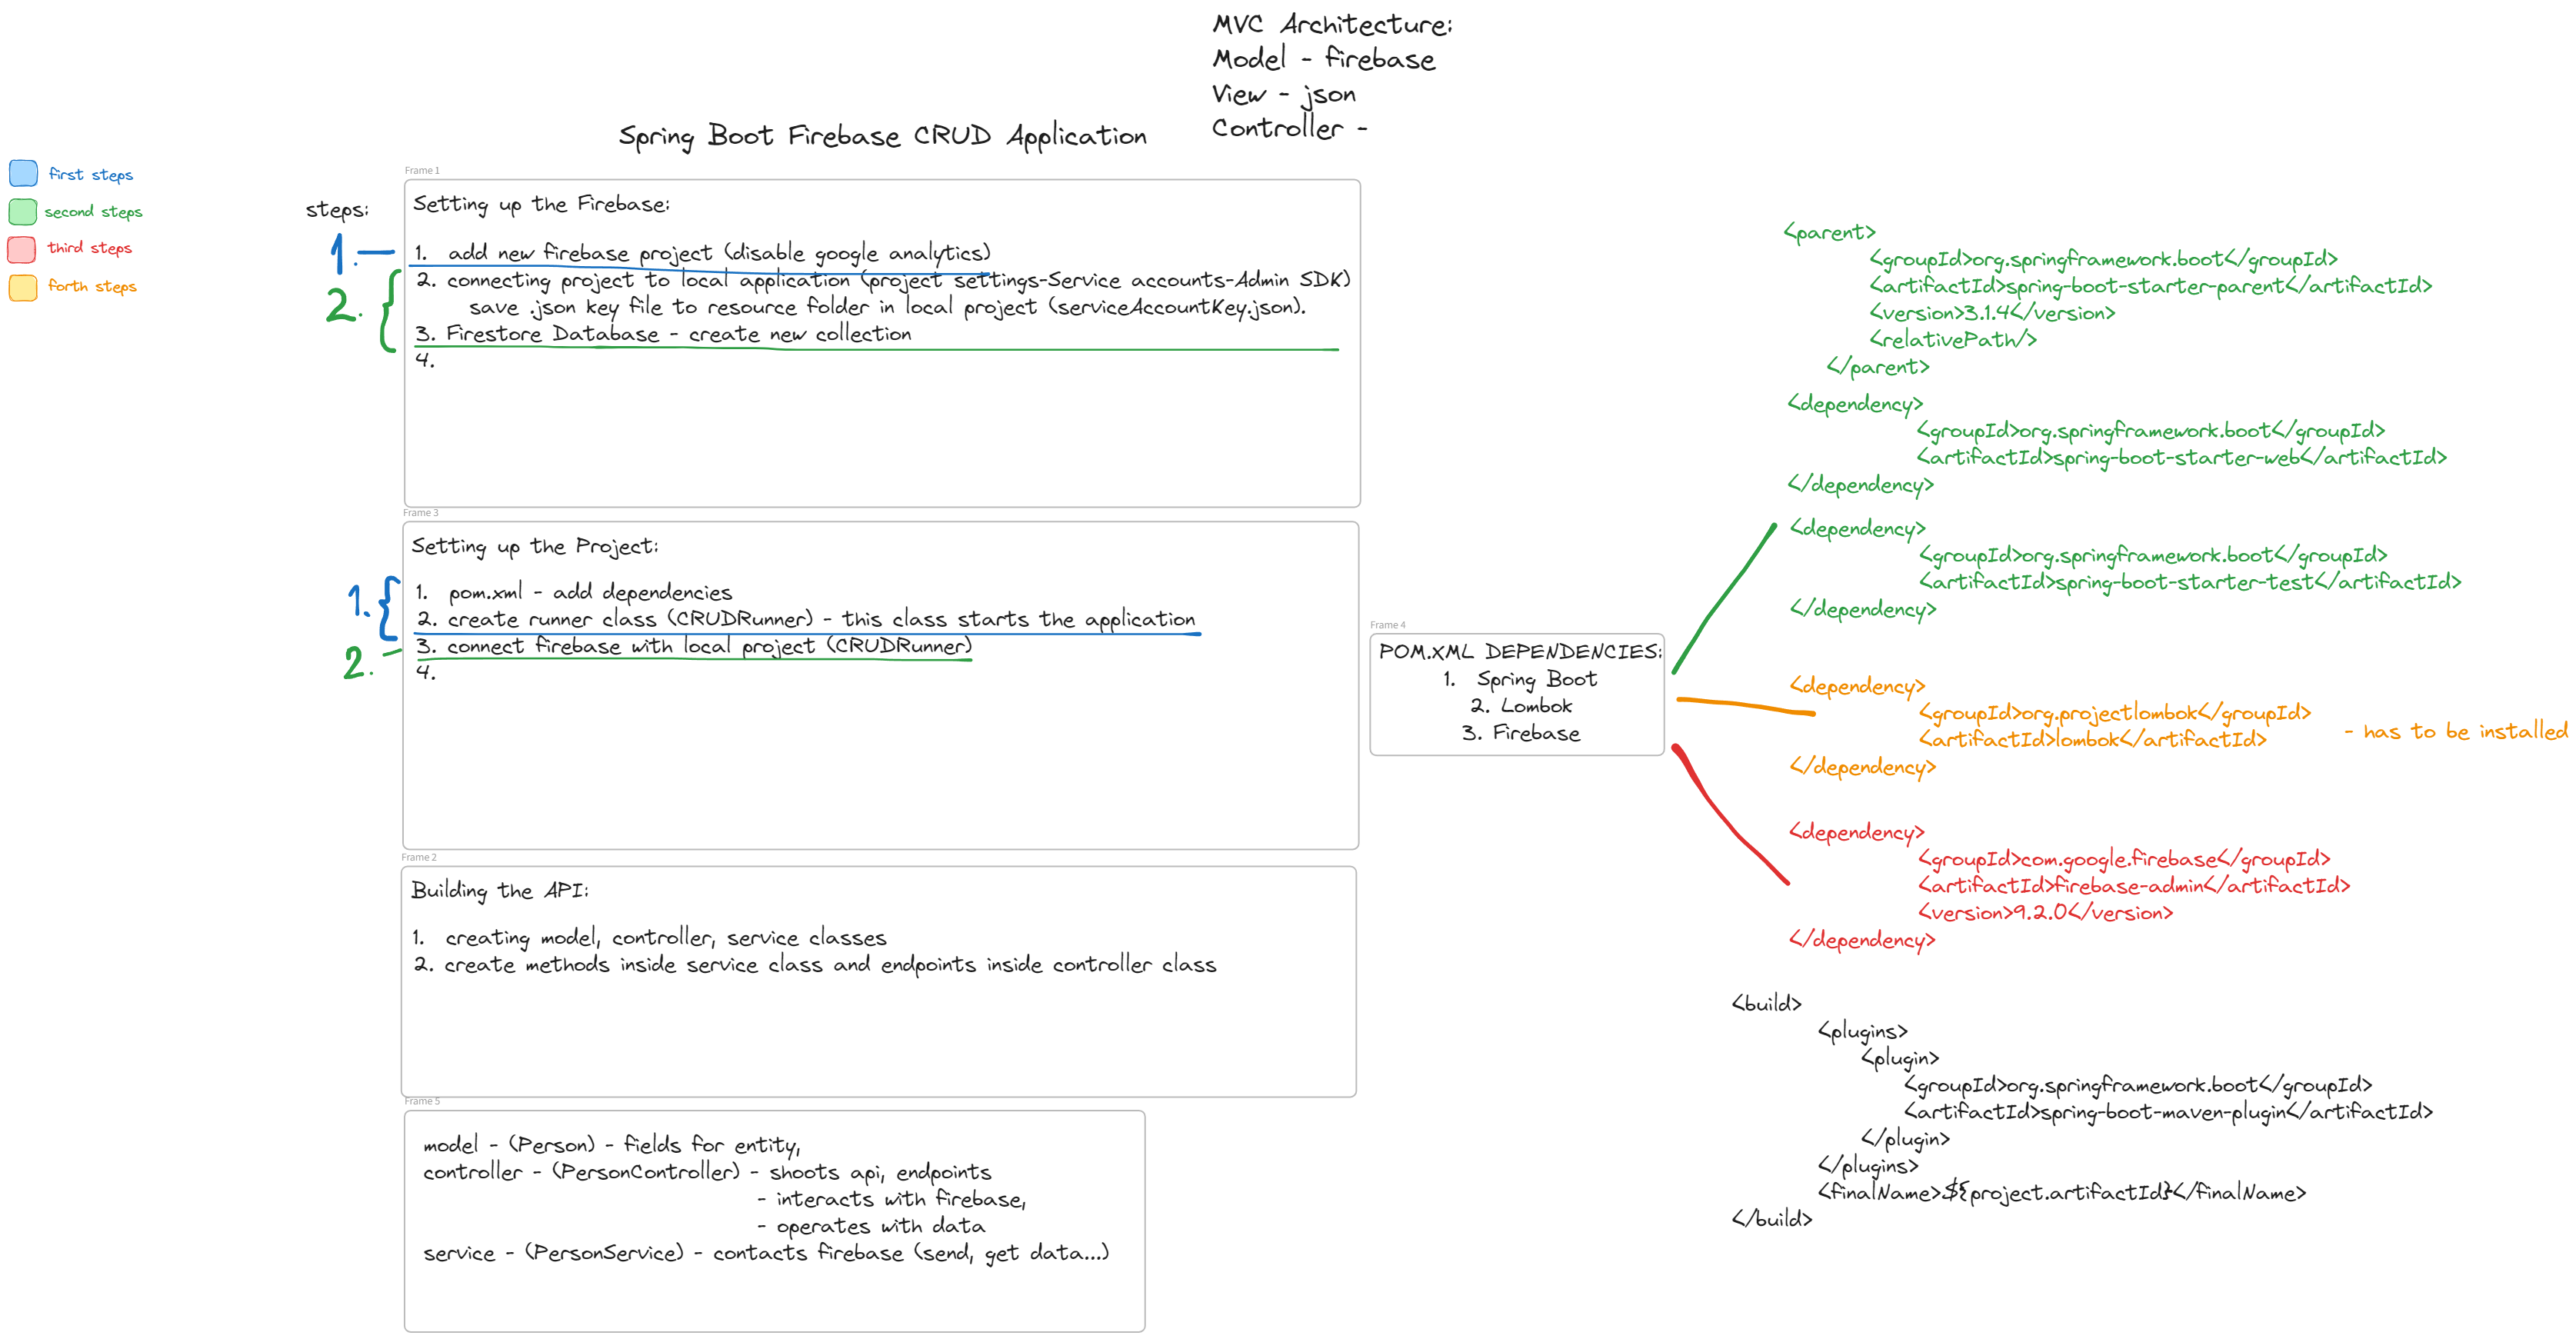 MVC Architecture:
Model - firebase
View - json
Controller -
Spring Boot Firebase CRUD Application
first steps
second steps
third steps
forth steps
steps:
1.
2.
Frame 1
Setting up the Firebase:
1. add new firebase project (disable google analytics)
2. connecting project to local application (project settings-Service accounts-Admin SDK)
save .json key file to resource folder in local project (serviceAccountKey.json).
3. Firestore Database - create new collection
4.
Frame 3
1.
2.
Setting up the Project:
1. pom.xml - add dependencies
2. create runner class (CRUDRunner) - this class starts the application
3. connect firebase with local project (CRUDRunner)
4.
Frame 2
Building the API:
1. creating model, controller, service classes
2. create methods inside service class and endpoints inside controller class
Frame 5
model - (Person) - fields for entity,
controller - (PersonController) - shoots api, endpoints
- interacts with firebase,
- operates with data
service - (PersonService) - contacts firebase (send, get data...)
Frame 4
POM.XML DEPENDENCIES:
1. Spring Boot
2. Lombok
3. Firebase
<parent>
<groupId>org.springframework.boot</groupId>
<artifactId>spring-boot-starter-parent</artifactId>
<version>3.1.4</version>
<relativePath/>
</parent>
<dependency>
<groupId>org.springframework.boot</groupId>
<artifactId>spring-boot-starter-web</artifactId>
</dependency>
<dependency>
<groupId>org.springframework.boot</groupId>
<artifactId>spring-boot-starter-test</artifactId>
</dependency>
<dependency>
<groupId>org.projectlombok</groupId>
<artifactId>lombok</artifactId>
- has to be installed
</dependency>
<dependency>
<groupId>com.google.firebase</groupId>
<artifactId>firebase-admin</artifactId>
<version>9.2.0</version>
</dependency>
<build>
<plugins>
<plugin>
<groupId>org.springframework.boot</groupId>
<artifactId>spring-boot-maven-plugin</artifactId>
</plugin>
</plugins>
<finalName>${project.artifactId}</finalName>
</build>